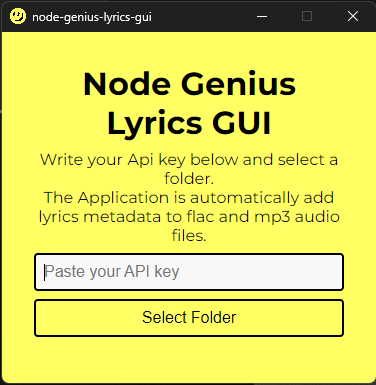 node-genius-lyrics-gui
Node Genius
Lyrics GUI
Write your Api key below and select a
folder.
The Application is automatically add
lyrics metadata to flac and mp3 audio
files.
Paste your API key
Select Folder